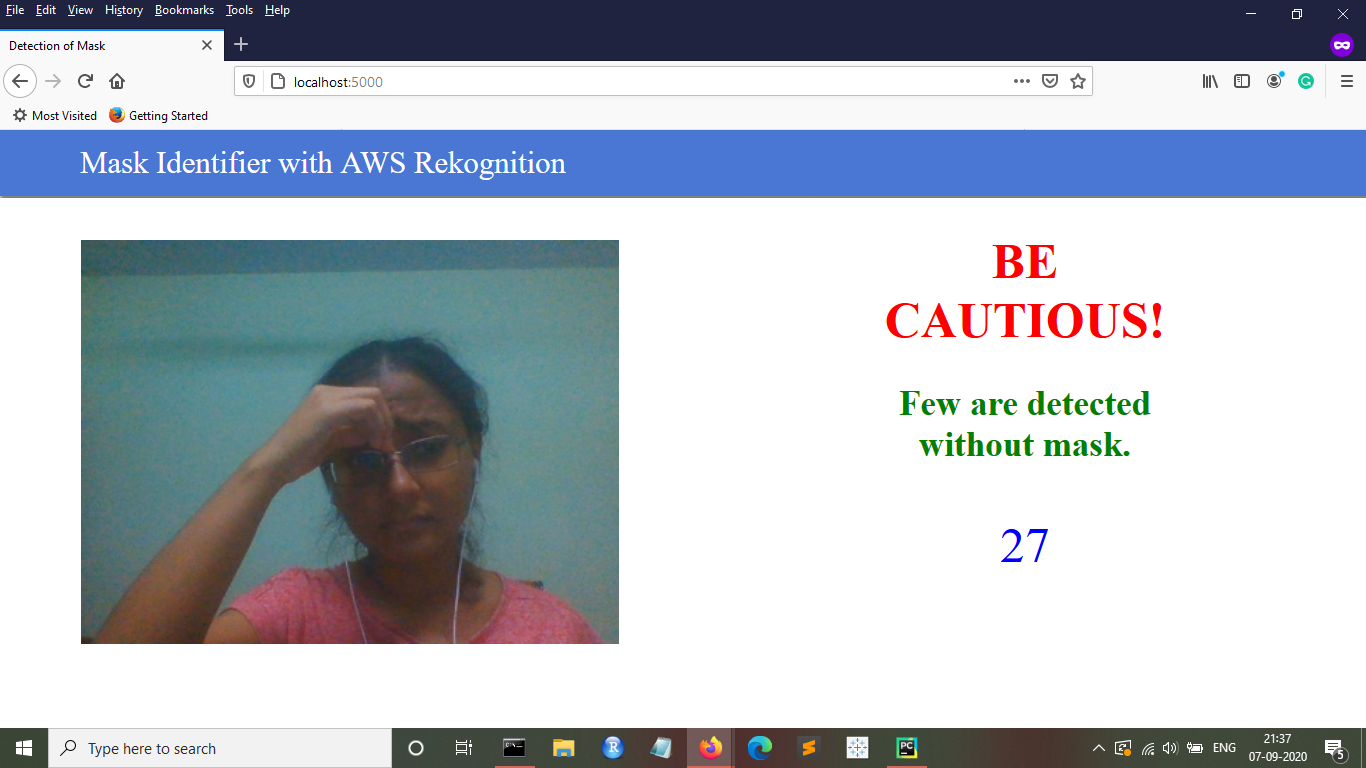 File Edit View History Bookmarks Tools Help
Detection of Mask
localhost:5000
Most Visited Getting Started
Mask Identifier with AWS Rekognition
BE
CAUTIOUS!
Few are detected
without mask.
27
Type here to search
ENG
21:37
07-09-2020
5